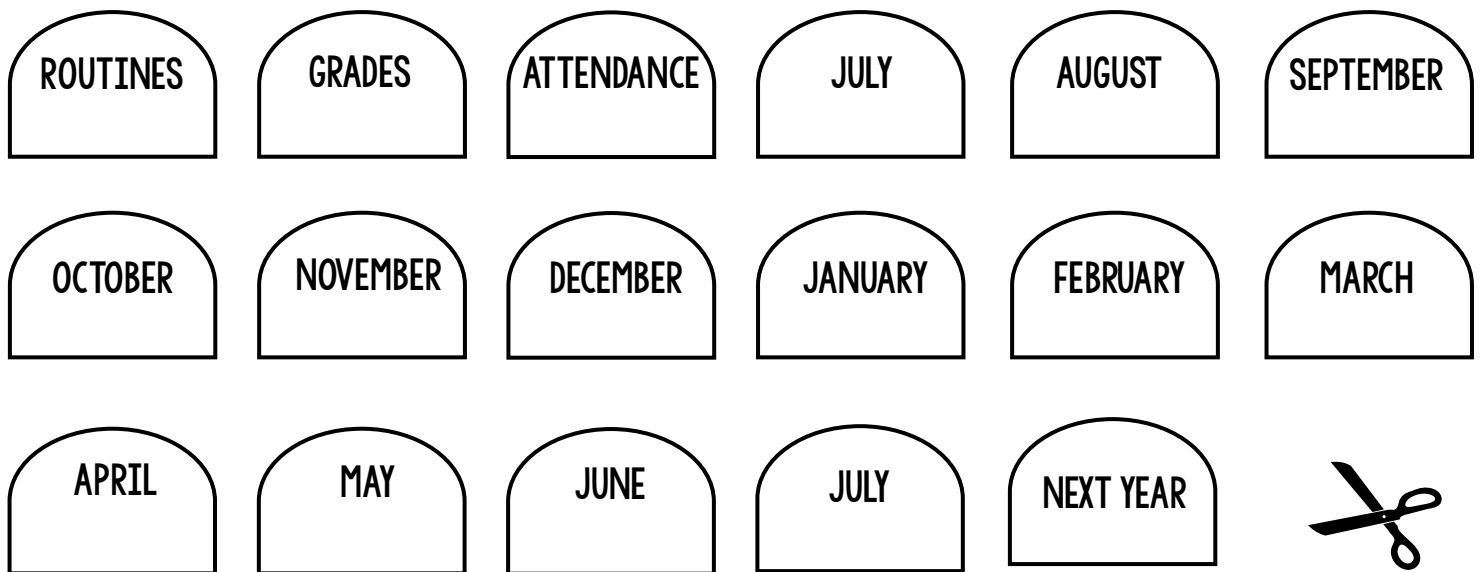 ROUTINES
GRADES
ATTENDANCE
JULY
AUGUST
SEPTEMBER
OCTOBER
NOVEMBER
DECEMBER
JANUARY
FEBRUARY
MARCH
APRIL
MAY
JUNE
JULY
NEXT YEAR